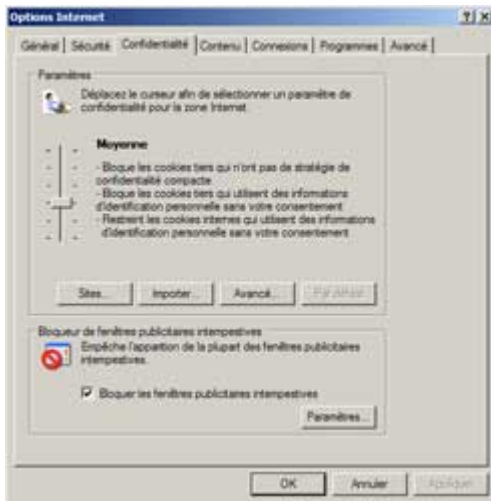 Options Internet
Général Sécurité Confidentialité Contenu Connexions Programmes Avancé
Paramètres
Déplacez le curseur afin de sélectionner un paramètre de
confidentialité pour la zone Internet.
Moyenne
- Bloque les cookies tiers qui n'ont pas de stratégie de
confidentialité compacte
- Bloque les cookies tiers qui utilisent des informations
d'identification personnelle sans votre consentement
- Restreint les cookies internes qui utilisent des informations
d'identification personnelle sans votre consentement
Sites... Importer... Avancé... Par défaut
Bloqueur de fenêtres publicitaires intempestives
Empêche l'apparition de la plupart des fenêtres publicitaires
intempestives.
Bloquer les fenêtres publicitaires intempestives
Paramètres...
OK Annuler Appliquer